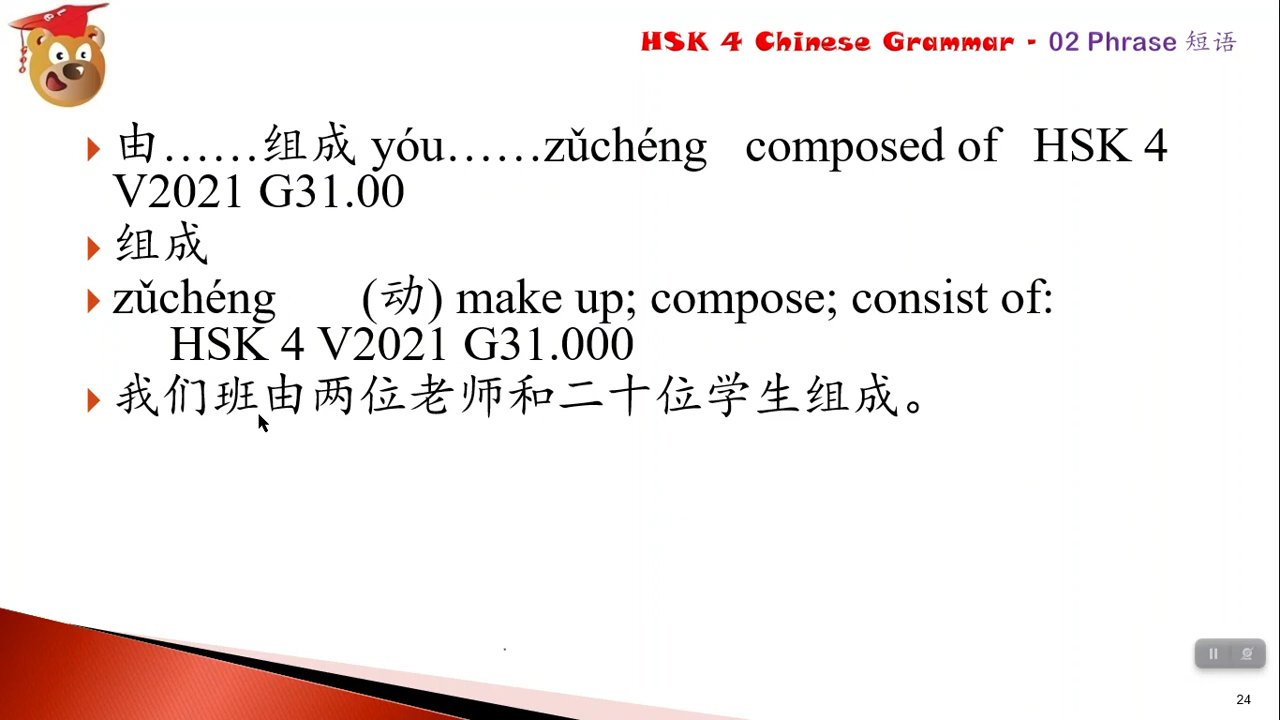 HSK 4 Chinese Grammar - 02 Phrase 短语
由……组成 yóu……zǔchéng composed of HSK 4
V2021 G31.00
组成
zǔchéng (动) make up; compose; consist of:
HSK 4 V2021 G31.000
我们班由两位老师和二十位学生组成。
24